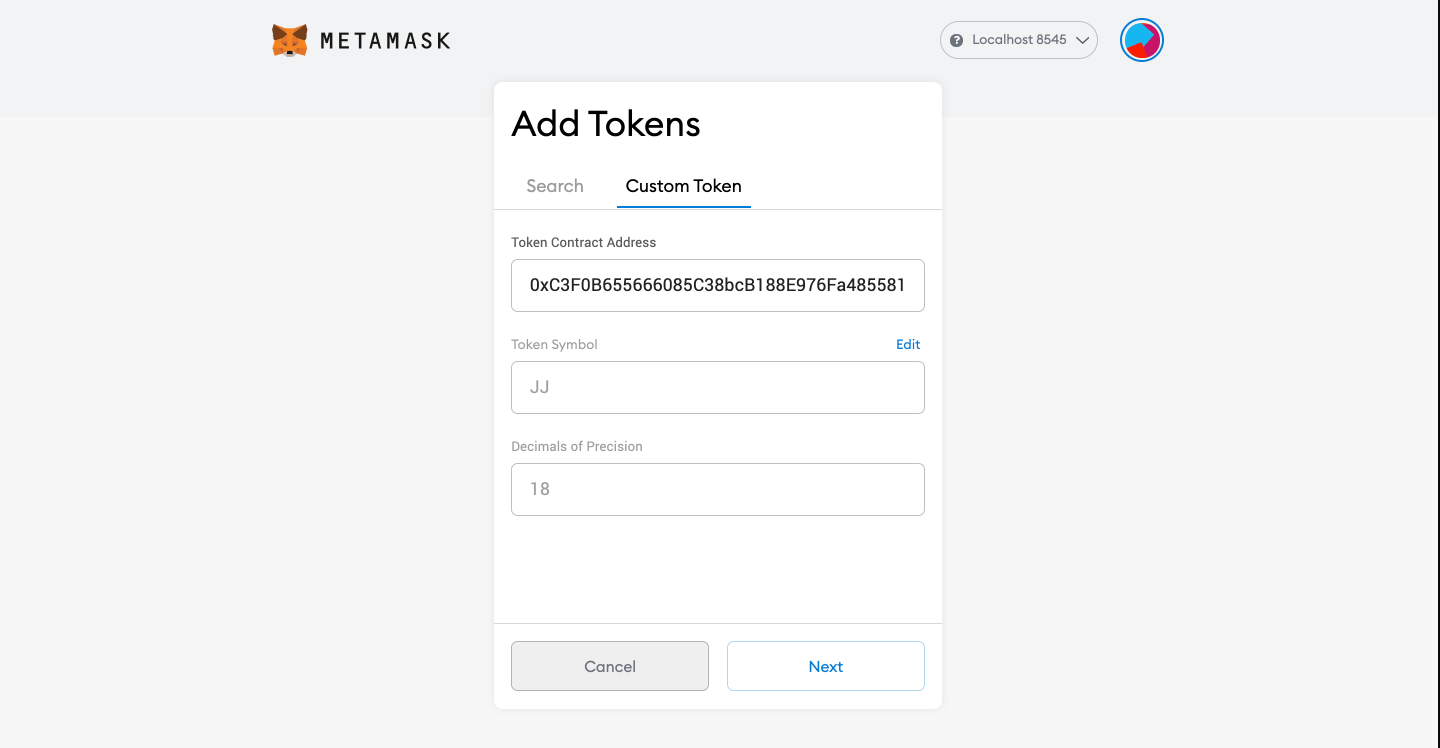 METAMASK
Localhost 8545
Add Tokens
Search Custom Token
Token Contract Address
0xC3F0B655666085C38bcB188E976Fa485581
Token Symbol Edit
JJ
Decimals of Precision
18
Cancel Next